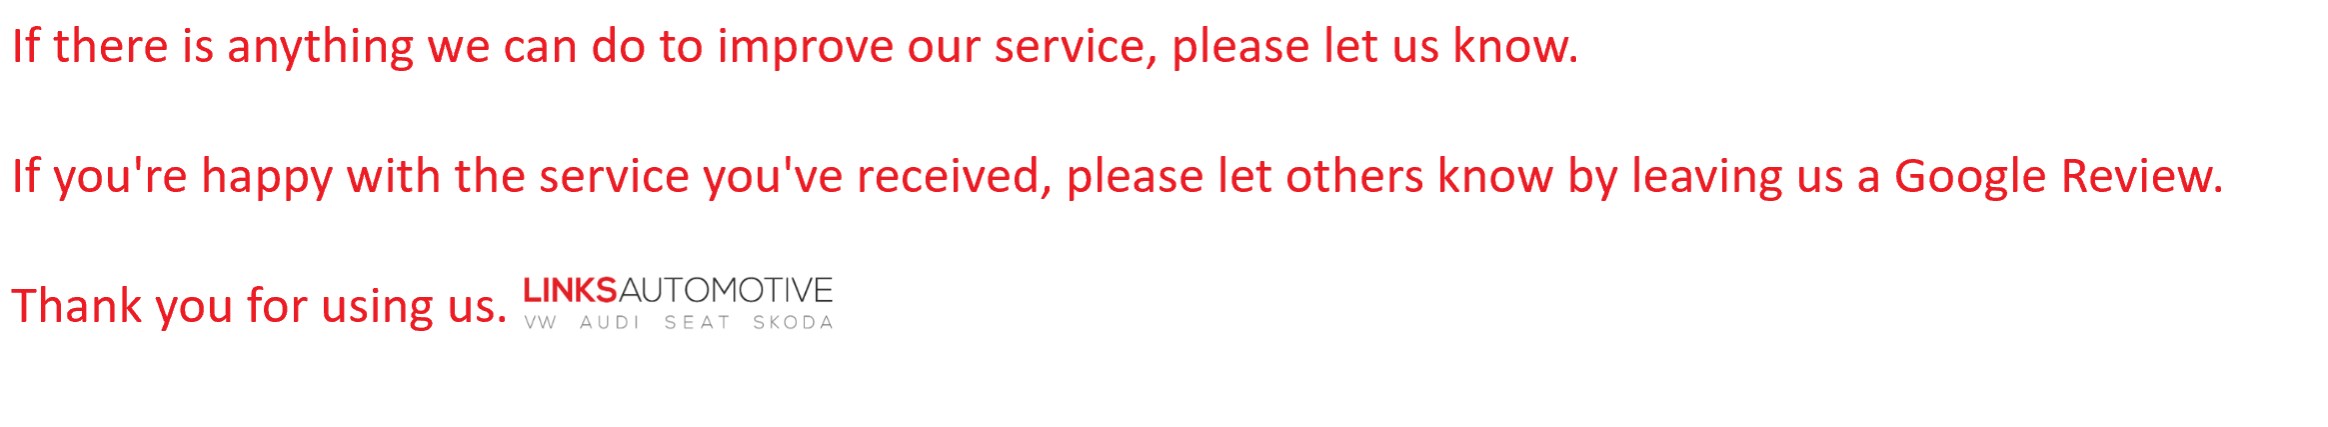 If there is anything we can do to improve our service, please let us know.
If you're happy with the service you've received, please let others know by leaving us a Google Review.
Thank you for using us. LINKSAUTOMOTIVE
VW AUDI SEAT SKODA